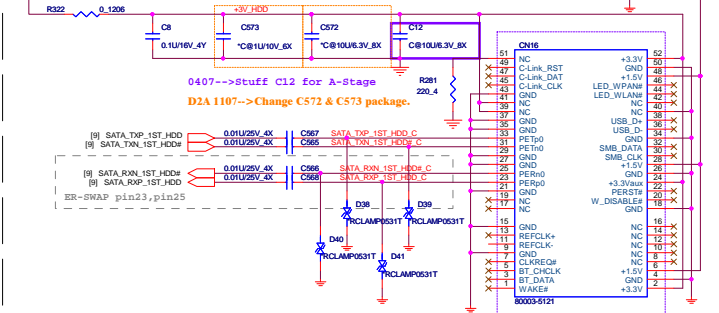 R322 0_1206
+3V_HDD
C8
0.1U/16V_4Y
C573
*C@1U/10V_6X
C572
*C@10U/6.3V_8X
C12
C@10U/6.3V_8X
0407-->Stuff C12 for A-Stage
D2A 1107-->Change C572 & C573 package.
R281
220_4
CN16
51 NC +3.3V 52
49 C-Link_RST GND 50
47 C-Link_DAT +1.5V 48
45 C-Link_CLK LED_WPAN# 46
43 GND LED_WLAN# 44
41 NC NC 42
39 NC GND 40
37 GND USB_D+ 38
35 GND USB_D- 36
33 PETp0 GND 34
31 PETn0 SMB_DATA 32
29 GND SMB_CLK 30
27 GND +1.5V 28
25 PERn0 GND 26
23 PERp0 +3.3Vaux 24
21 GND PERST# 22
19 NC W_DISABLE# 20
17 NC GND 18
15 GND NC 16
13 REFCLK+ NC 14
11 REFCLK- NC 12
9 GND NC 10
7 CLKREQ# NC 8
5 BT_CHCLK +1.5V 6
3 BT_DATA GND 4
1 WAKE# +3.3V 2
80003-5121
[9] SATA_TXP_1ST_HDD 0.01U/25V_4X C567 SATA_TXP_1ST_HDD_C
[9] SATA_TXN_1ST_HDD# 0.01U/25V_4X C565 SATA_TXN_1ST_HDD#_C
[9] SATA_RXN_1ST_HDD# 0.01U/25V_4X C566 SATA_RXN_1ST_HDD#_C
[9] SATA_RXP_1ST_HDD 0.01U/25V_4X C568 SATA_RXP_1ST_HDD_C
ER-SWAP pin23,pin25
D38
RCLAMP0531T
D39
RCLAMP0531T
D40
RCLAMP0531T
D41
RCLAMP0531T